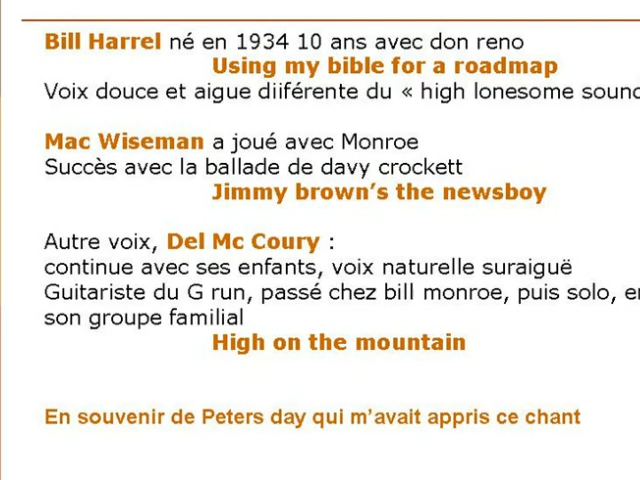 Bill Harrel né en 1934 10 ans avec don reno
Using my bible for a roadmap
Voix douce et aigue diiférente du « high lonesome sound
Mac Wiseman a joué avec Monroe
Succès avec la ballade de davy crockett
Jimmy brown’s the newsboy
Autre voix, Del Mc Coury :
continue avec ses enfants, voix naturelle suraiguë
Guitariste du G run, passé chez bill monroe, puis solo,
son groupe familial
High on the mountain
En souvenir de Peters day qui m’avait appris ce chant